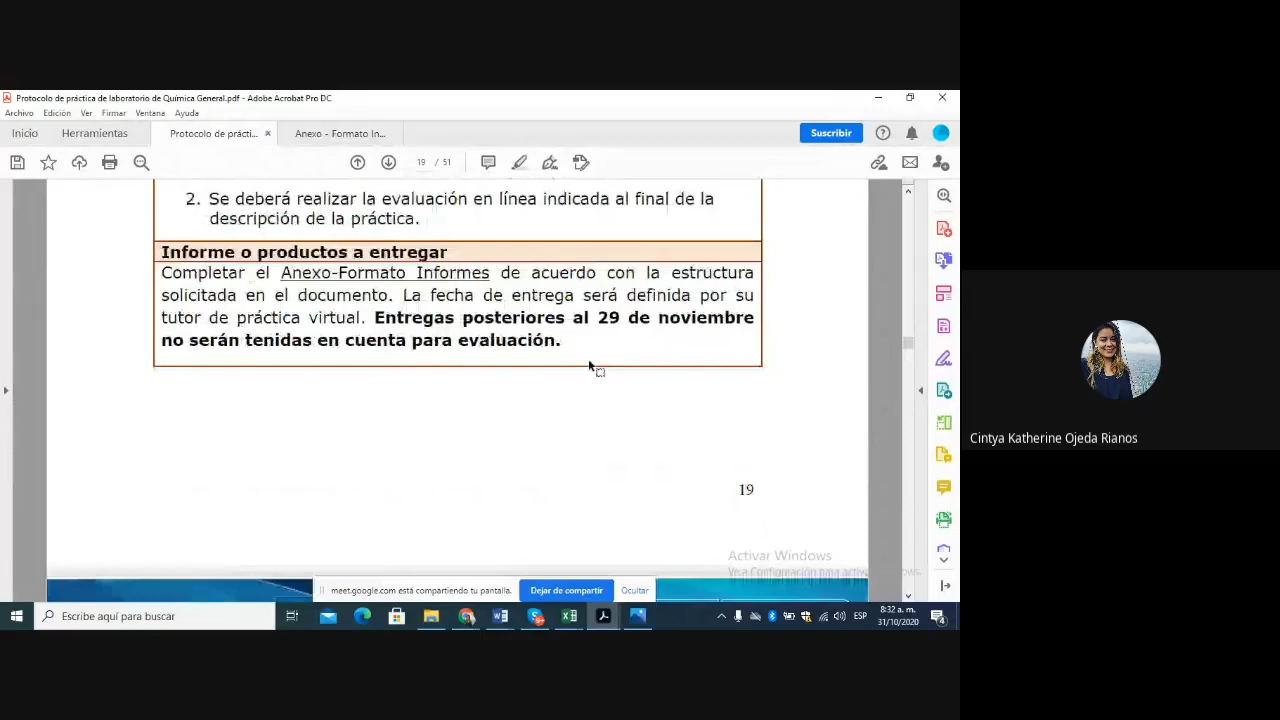 Protocolo de práctica de laboratorio de Química General.pdf - Adobe Acrobat Pro DC
Archivo Edición Ver Firmar Ventana Ayuda
Inicio Herramientas Protocolo de prácti... × Anexo - Formato In... Suscribir
19 / 51
2. Se deberá realizar la evaluación en línea indicada al final de la
descripción de la práctica.
Informe o productos a entregar
Completar el Anexo-Formato Informes de acuerdo con la estructura
solicitada en el documento. La fecha de entrega será definida por su
tutor de práctica virtual. Entregas posteriores al 29 de noviembre
no serán tenidas en cuenta para evaluación.
19
Cintya Katherine Ojeda Rianos
Activar Windows
Ve a Configuración para activar Windows.
meet.google.com está compartiendo tu pantalla. Dejar de compartir Ocultar
Escribe aquí para buscar
ESP
8:32 a. m.
31/10/2020
4